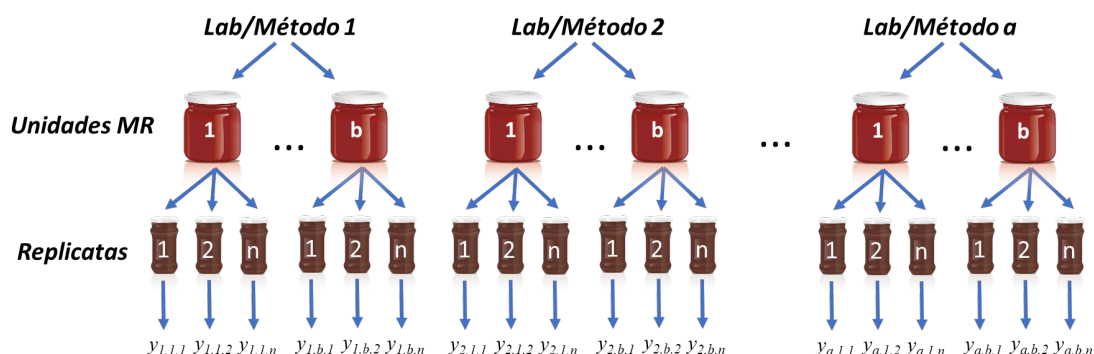 Lab/Método 1 Lab/Método 2 Lab/Método a
Unidades MR 1 ... b 1 ... b ... 1 ... b
Replicatas 1 2 n 1 2 n 1 2 n 1 2 n 1 2 n 1 2 n
y1,1,1 y1,1,2 y1,1,n y1,b,1 y1,b,2 y1,b,n y2,1,1 y2,1,2 y2,1,n y2,b,1 y2,b,2 y2,b,n ya,1,1 ya,1,2 ya,1,n ya,b,1 ya,b,2 ya,b,n